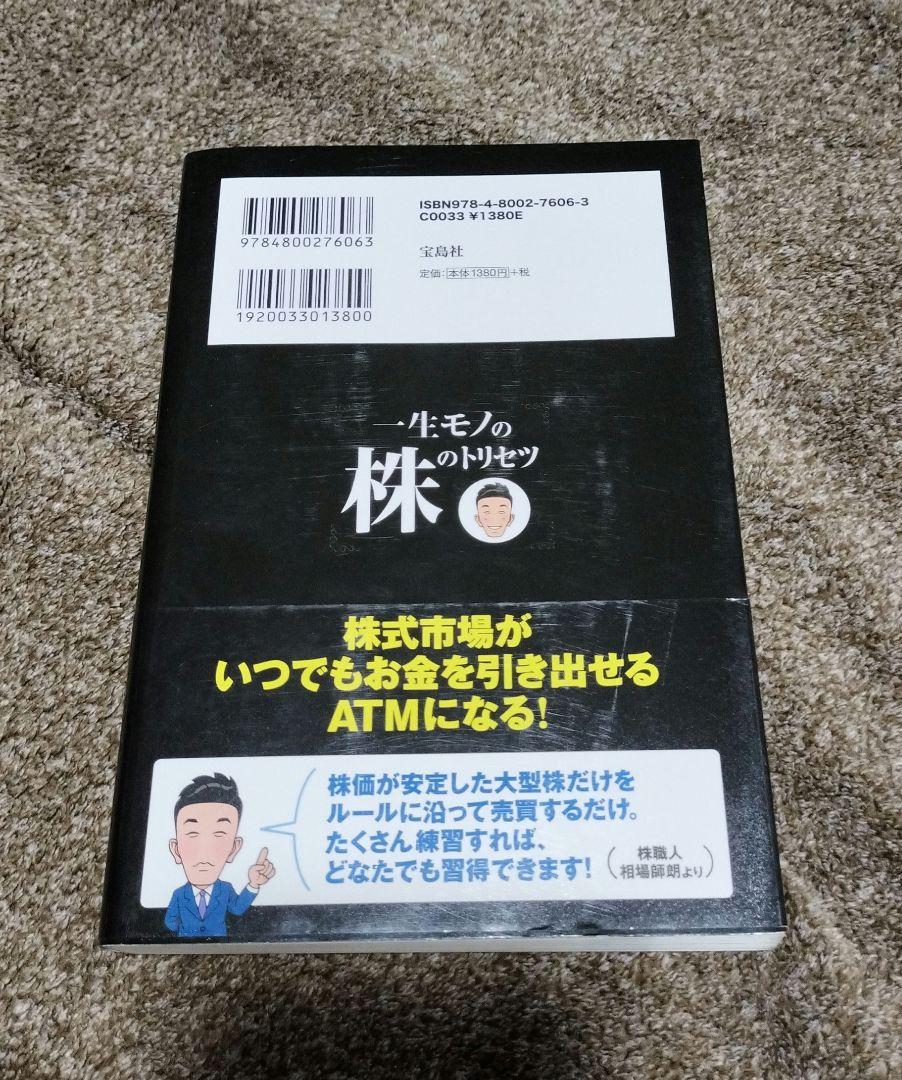 ISBN978-4-8002-7606-3
C0033 ¥1380E
9784800276063
宝島社
定価:本体1380円+税
1920033013800
一生モノの
株のトリセツ
株式市場が
いつでもお金を引き出せる
ATMになる!
株価が安定した大型株だけを
ルールに沿って売買するだけ。
たくさん練習すれば、
どなたでも習得できます!
(株職人
相場師朗より)